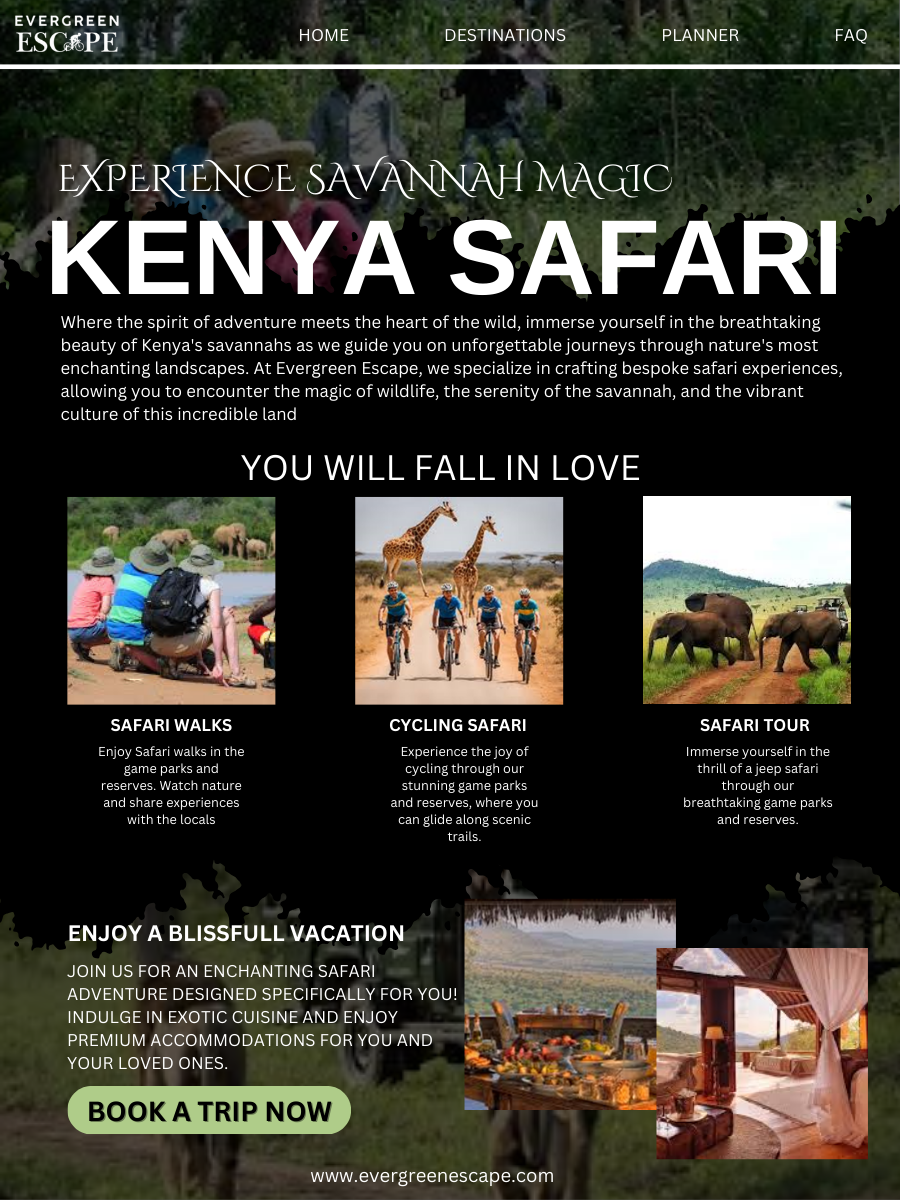 EVERGREEN
ESCAPE
HOME DESTINATIONS PLANNER FAQ
EXPERIENCE SAVANNAH MAGIC
KENYA SAFARI
Where the spirit of adventure meets the heart of the wild, immerse yourself in the breathtaking
beauty of Kenya's savannahs as we guide you on unforgettable journeys through nature's most
enchanting landscapes. At Evergreen Escape, we specialize in crafting bespoke safari experiences,
allowing you to encounter the magic of wildlife, the serenity of the savannah, and the vibrant
culture of this incredible land
YOU WILL FALL IN LOVE
SAFARI WALKS
Enjoy Safari walks in the
game parks and
reserves. Watch nature
and share experiences
with the locals
CYCLING SAFARI
Experience the joy of
cycling through our
stunning game parks
and reserves, where you
can glide along scenic
trails.
SAFARI TOUR
Immerse yourself in the
thrill of a jeep safari
through our
breathtaking game parks
and reserves.
ENJOY A BLISSFULL VACATION
JOIN US FOR AN ENCHANTING SAFARI
ADVENTURE DESIGNED SPECIFICALLY FOR YOU!
INDULGE IN EXOTIC CUISINE AND ENJOY
PREMIUM ACCOMMODATIONS FOR YOU AND
YOUR LOVED ONES.
BOOK A TRIP NOW
www.evergreenescape.com